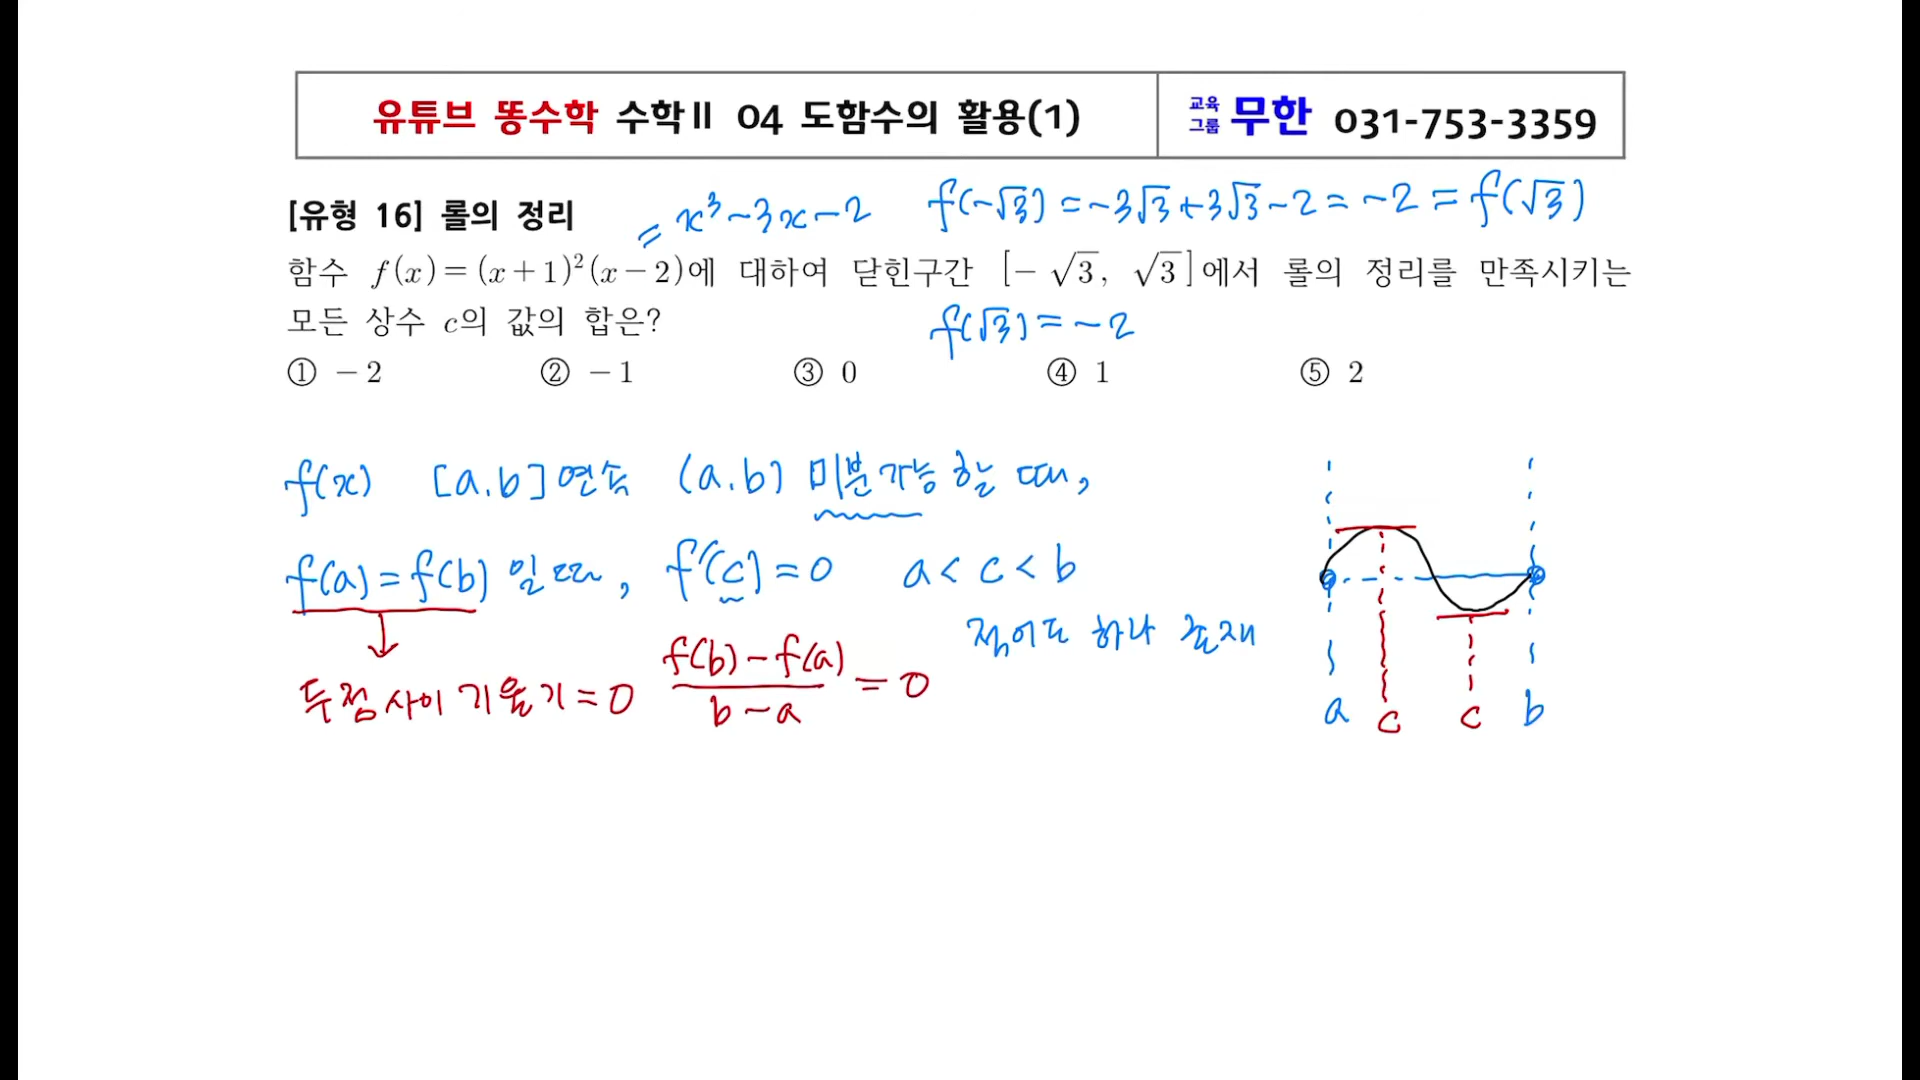 유튜브 똥수학 수학Ⅱ 04 도함수의 활용(1)
교육그룹 무한 031-753-3359
[유형 16] 롤의 정리
= x³-3x-2 f(-√3)=-3√3+3√3-2=-2=f(√3)
함수 f(x)=(x+1)²(x-2)에 대하여 닫힌구간 [-√3, √3]에서 롤의 정리를 만족시키는
모든 상수 c의 값의 합은?
f(√3)=-2
① -2 ② -1 ③ 0 ④ 1 ⑤ 2
f(x) [a.b]연속 (a.b) 미분가능할 때,
f(a)=f(b)일때, f'(c)=0 a<c<b
적어도 하나 존재
두점사이 기울기=0 f(b)-f(a)/b-a=0
a c c b